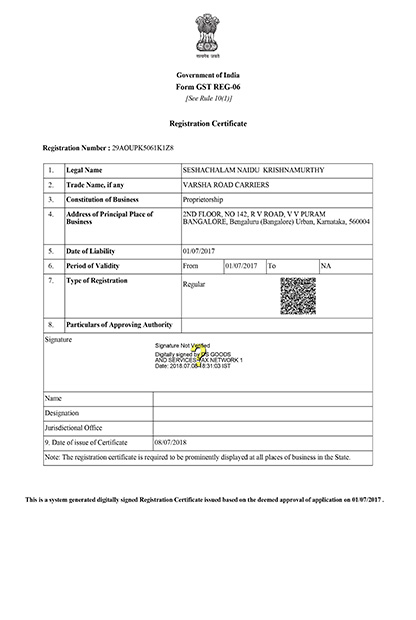 सत्यमेव जयते
Government of India
Form GST REG-06
[See Rule 10(1)]
Registration Certificate
Registration Number : 29AOUPK5061K1Z8
1. Legal Name SESHACHALAM NAIDU KRISHNAMURTHY
2. Trade Name, if any VARSHA ROAD CARRIERS
3. Constitution of Business Proprietorship
4. Address of Principal Place of Business 2ND FLOOR, NO 142, R V ROAD, V V PURAM
BANGALORE, Bengaluru (Bangalore) Urban, Karnataka, 560004
5. Date of Liability 01/07/2017
6. Period of Validity From 01/07/2017 To NA
7. Type of Registration Regular
8. Particulars of Approving Authority
Signature
Signature Not Verified
Digitally signed by DS GOODS
AND SERVICES TAX NETWORK 1
Date: 2018.07.08 18:31:03 IST
Name
Designation
Jurisdictional Office
9. Date of issue of Certificate 08/07/2018
Note: The registration certificate is required to be prominently displayed at all places of business in the State.
This is a system generated digitally signed Registration Certificate issued based on the deemed approval of application on 01/07/2017 .